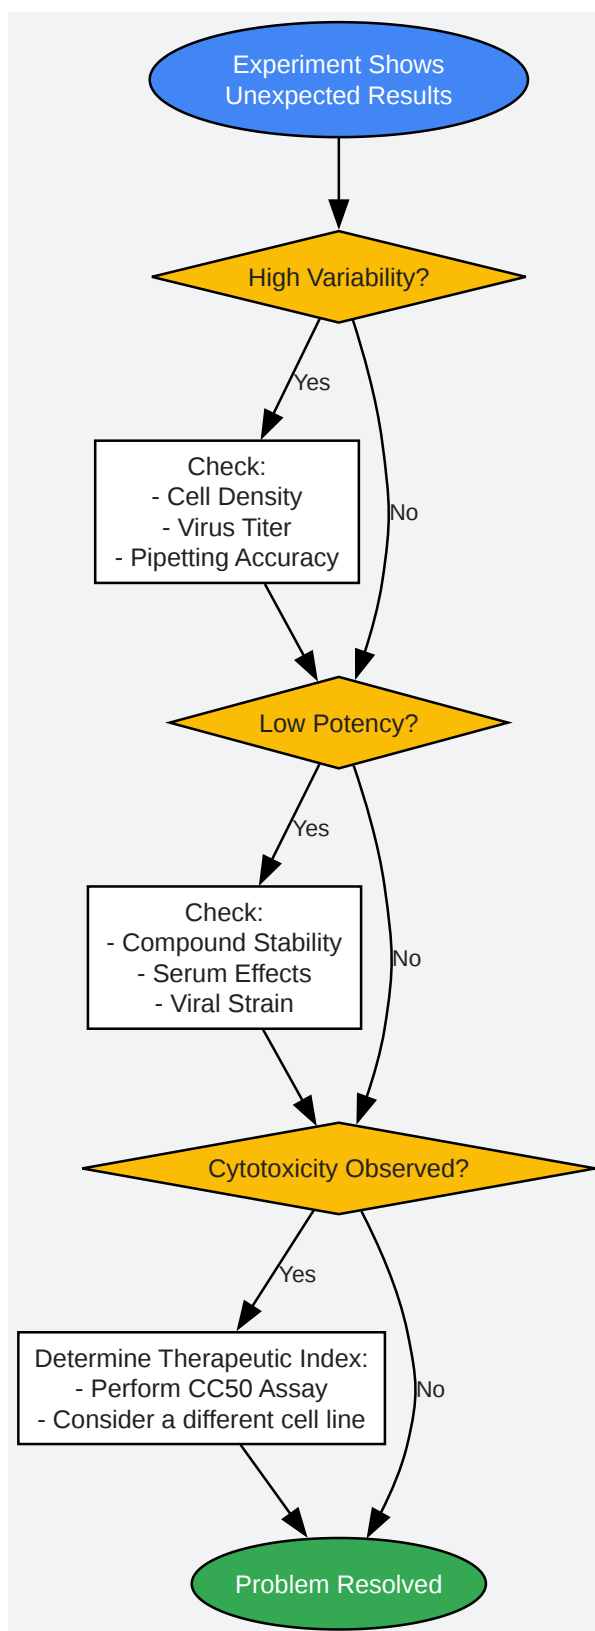 Experiment Shows
Unexpected Results
High Variability?
Yes
Check:
- Cell Density
- Virus Titer
- Pipetting Accuracy
No
Low Potency?
Yes
Check:
- Compound Stability
- Serum Effects
- Viral Strain
No
Cytotoxicity Observed?
Yes
Determine Therapeutic Index:
- Perform CC50 Assay
- Consider a different cell line
No
Problem Resolved